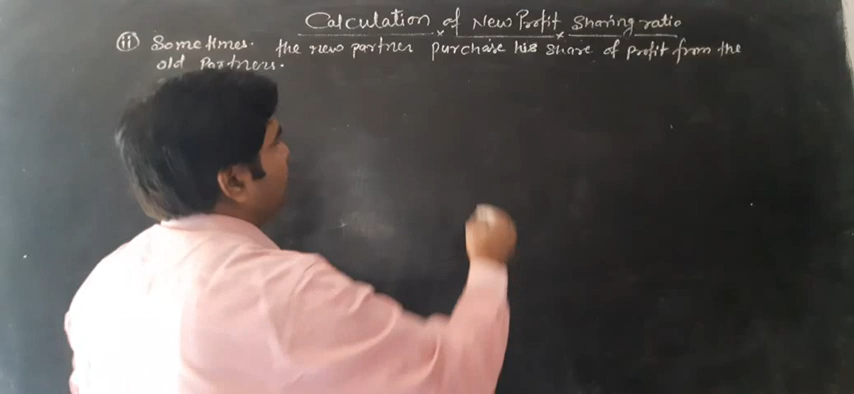 Calculation of New Profit Sharing ratio
(ii) Sometimes. the new partner purchase his share of profit from the
old Partners.